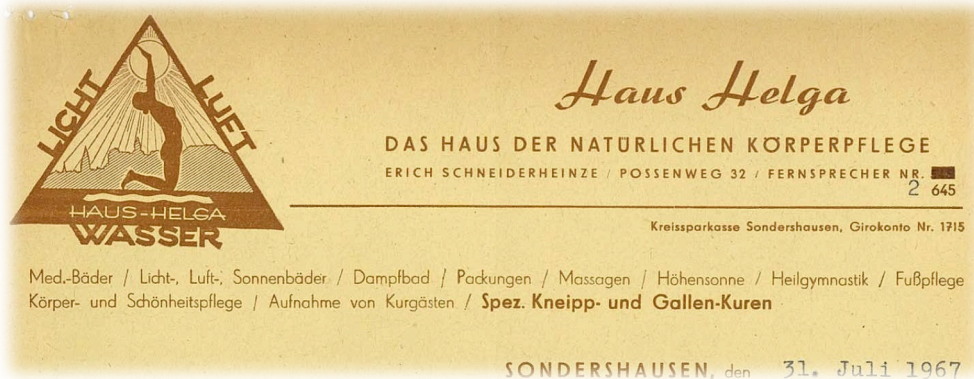 LICHT
LUFT
HAUS-HELGA
WASSER
Haus Helga
DAS HAUS DER NATÜRLICHEN KÖRPERPFLEGE
ERICH SCHNEIDERHEINZE / POSSENWEG 32 / FERNSPRECHER NR.
2 645
Kreissparkasse Sondershausen, Girokonto Nr. 1715
Med.-Bäder / Licht-, Luft-, Sonnenbäder / Dampfbad / Packungen / Massagen / Höhensonne / Heilgymnastik / Fußpflege
Körper- und Schönheitspflege / Aufnahme von Kurgästen / Spez. Kneipp- und Gallen-Kuren
SONDERSHAUSEN, den 31. Juli 1967